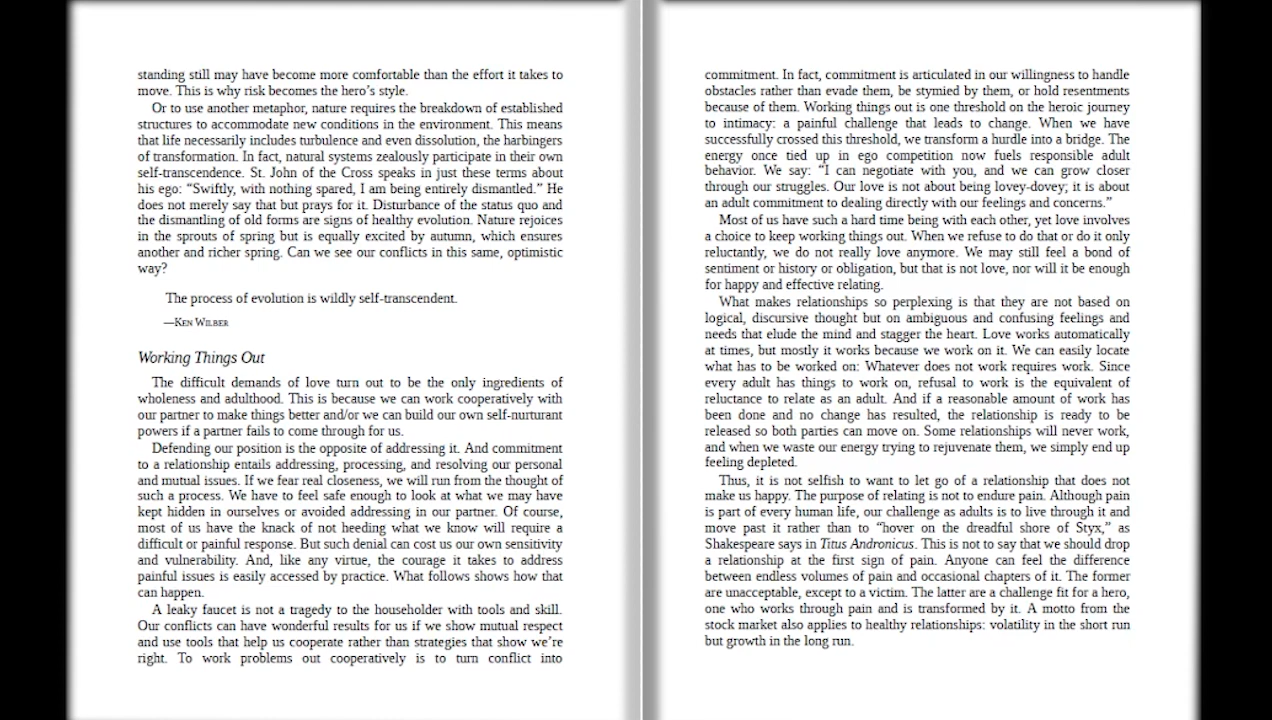 standing still may have become more comfortable than the effort it takes to
move. This is why risk becomes the hero’s style.
Or to use another metaphor, nature requires the breakdown of established
structures to accommodate new conditions in the environment. This means
that life necessarily includes turbulence and even dissolution, the harbingers
of transformation. In fact, natural systems zealously participate in their own
self-transcendence. St. John of the Cross speaks in just these terms about
his ego: “Swiftly, with nothing spared, I am being entirely dismantled.” He
does not merely say that but prays for it. Disturbance of the status quo and
the dismantling of old forms are signs of healthy evolution. Nature rejoices
in the sprouts of spring but is equally excited by autumn, which ensures
another and richer spring. Can we see our conflicts in this same, optimistic
way?
The process of evolution is wildly self-transcendent.
—KEN WILBER
Working Things Out
The difficult demands of love turn out to be the only ingredients of
wholeness and adulthood. This is because we can work cooperatively with
our partner to make things better and/or we can build our own self-nurturant
powers if a partner fails to come through for us.
Defending our position is the opposite of addressing it. And commitment
to a relationship entails addressing, processing, and resolving our personal
and mutual issues. If we fear real closeness, we will run from the thought of
such a process. We have to feel safe enough to look at what we may have
kept hidden in ourselves or avoided addressing in our partner. Of course,
most of us have the knack of not heeding what we know will require a
difficult or painful response. But such denial can cost us our own sensitivity
and vulnerability. And, like any virtue, the courage it takes to address
painful issues is easily accessed by practice. What follows shows how that
can happen.
A leaky faucet is not a tragedy to the householder with tools and skill.
Our conflicts can have wonderful results for us if we show mutual respect
and use tools that help us cooperate rather than strategies that show we’re
right. To work problems out cooperatively is to turn conflict into
commitment. In fact, commitment is articulated in our willingness to handle
obstacles rather than evade them, be stymied by them, or hold resentments
because of them. Working things out is one threshold on the heroic journey
to intimacy: a painful challenge that leads to change. When we have
successfully crossed this threshold, we transform a hurdle into a bridge. The
energy once tied up in ego competition now fuels responsible adult
behavior. We say: “I can negotiate with you, and we can grow closer
through our struggles. Our love is not about being lovey-dovey; it is about
an adult commitment to dealing directly with our feelings and concerns.”
Most of us have such a hard time being with each other, yet love involves
a choice to keep working things out. When we refuse to do that or do it only
reluctantly, we do not really love anymore. We may still feel a bond of
sentiment or history or obligation, but that is not love, nor will it be enough
for happy and effective relating.
What makes relationships so perplexing is that they are not based on
logical, discursive thought but on ambiguous and confusing feelings and
needs that elude the mind and stagger the heart. Love works automatically
at times, but mostly it works because we work on it. We can easily locate
what has to be worked on: Whatever does not work requires work. Since
every adult has things to work on, refusal to work is the equivalent of
reluctance to relate as an adult. And if a reasonable amount of work has
been done and no change has resulted, the relationship is ready to be
released so both parties can move on. Some relationships will never work,
and when we waste our energy trying to rejuvenate them, we simply end up
feeling depleted.
Thus, it is not selfish to want to let go of a relationship that does not
make us happy. The purpose of relating is not to endure pain. Although pain
is part of every human life, our challenge as adults is to live through it and
move past it rather than to “hover on the dreadful shore of Styx,” as
Shakespeare says in Titus Andronicus. This is not to say that we should drop
a relationship at the first sign of pain. Anyone can feel the difference
between endless volumes of pain and occasional chapters of it. The former
are unacceptable, except to a victim. The latter are a challenge fit for a hero,
one who works through pain and is transformed by it. A motto from the
stock market also applies to healthy relationships: volatility in the short run
but growth in the long run.